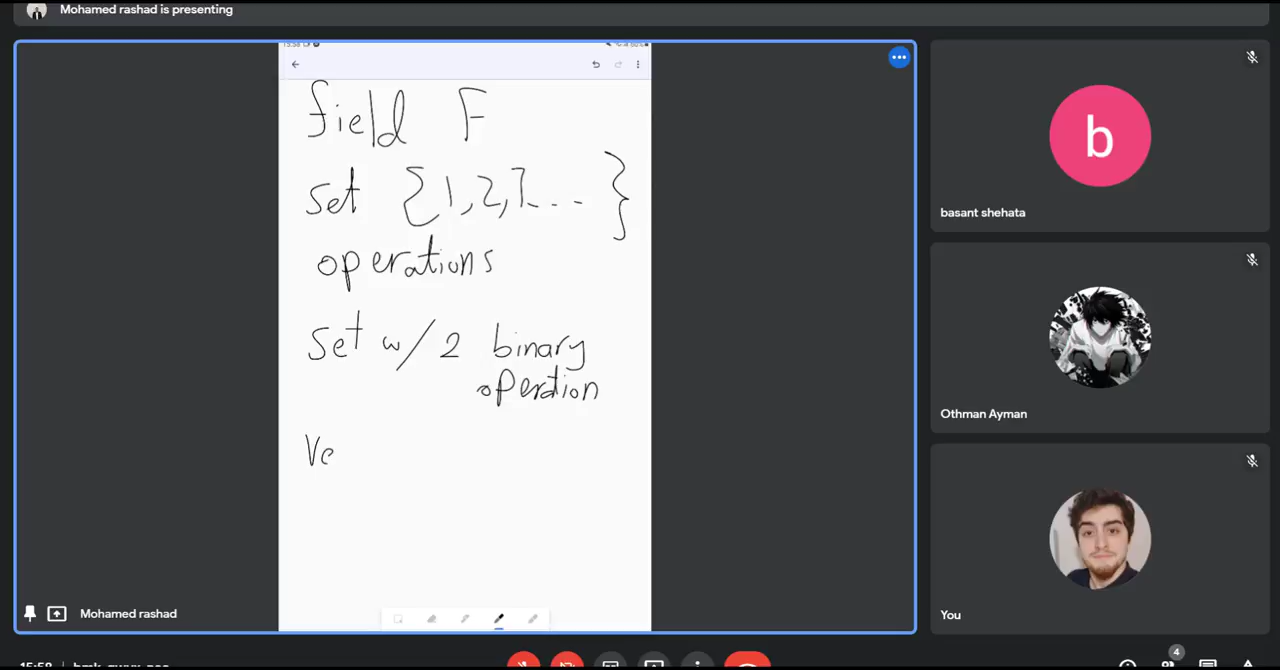 Mohamed rashad is presenting
field F
set {1,2,3... }
operations
set w/ 2 binary
operation
Ve
b
basant shehata
Othman Ayman
You
Mohamed rashad
4